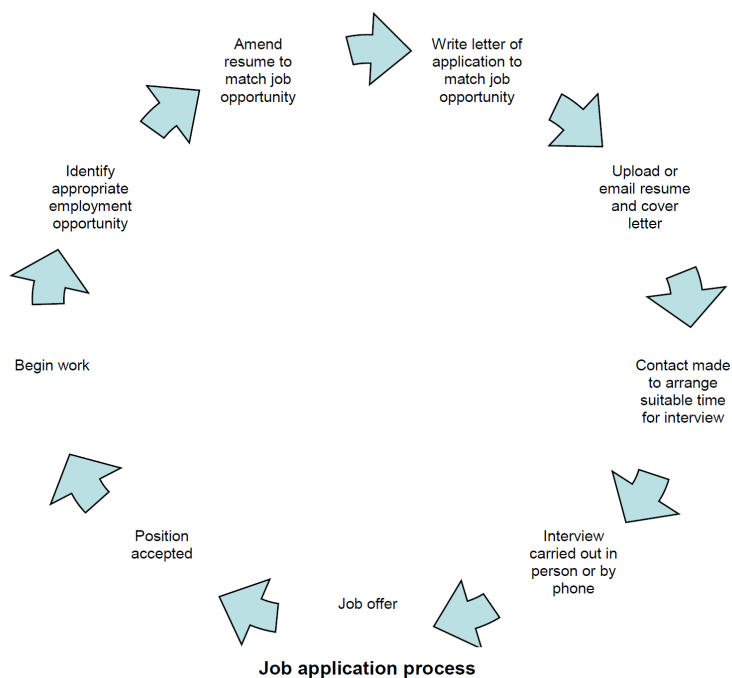 Amend
resume to
match job
opportunity
Write letter of
application to
match job
opportunity
Upload or
email resume
and cover
letter
Contact made
to arrange
suitable time
for interview
Interview
carried out in
person or by
phone
Job offer
Position
accepted
Begin work
Identify
appropriate
employment
opportunity
Job application process